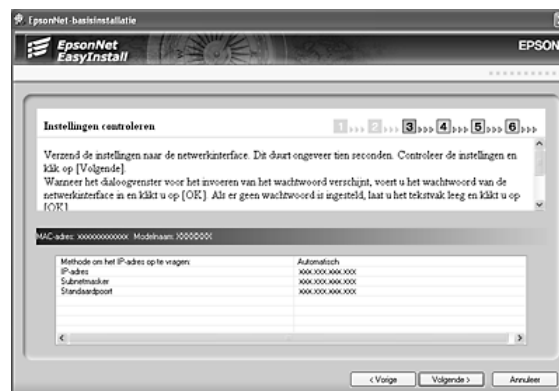 EpsonNet-basisinstallatie
EpsonNet
EasyInstall
EPSON
Instellingen controleren
1 >>> 2 >>> 3 >>> 4 >>> 5 >>> 6 >>>
Verzend de instellingen naar de netwerkinterface. Dit duurt ongeveer tien seconden. Controleer de instellingen en
klik op [Volgende].
Wanneer het dialoogvenster voor het invoeren van het wachtwoord verschijnt, voert u het wachtwoord van de
netwerkinterface in en klikt u op [OK]. Als er geen wachtwoord is ingesteld, laat u het tekstvak leeg en klikt u op
[OK]
MAC-adres: xxxxxxxxxxxx Modelnaam: XXXXXXX
Methode om het IP-adres op te vragen: Automatisch
IP-adres xxx.xxx.xxx.xxx
Subnetmasker xxx.xxx.xxx.xxx
Standaardpoort xxx.xxx.xxx.xxx
< Vorige Volgende > Annuleer